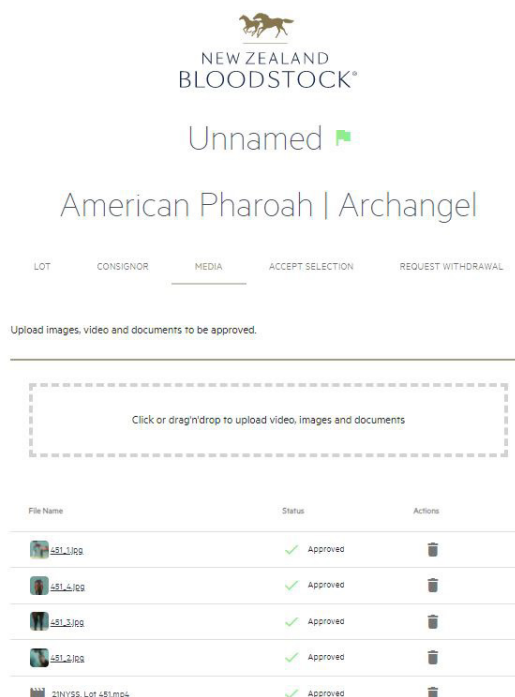 NEW ZEALAND
BLOODSTOCK®
Unnamed
American Pharoah | Archangel
LOT CONSIGNOR MEDIA ACCEPT SELECTION REQUEST WITHDRAWAL
Upload images, video and documents to be approved.
Click or drag'n'drop to upload video, images and documents
File Name Status Actions
451_1.jpg Approved
451_4.jpg Approved
451_3.jpg Approved
451_2.jpg Approved
21NYSS. Lot 451.mp4 Approved